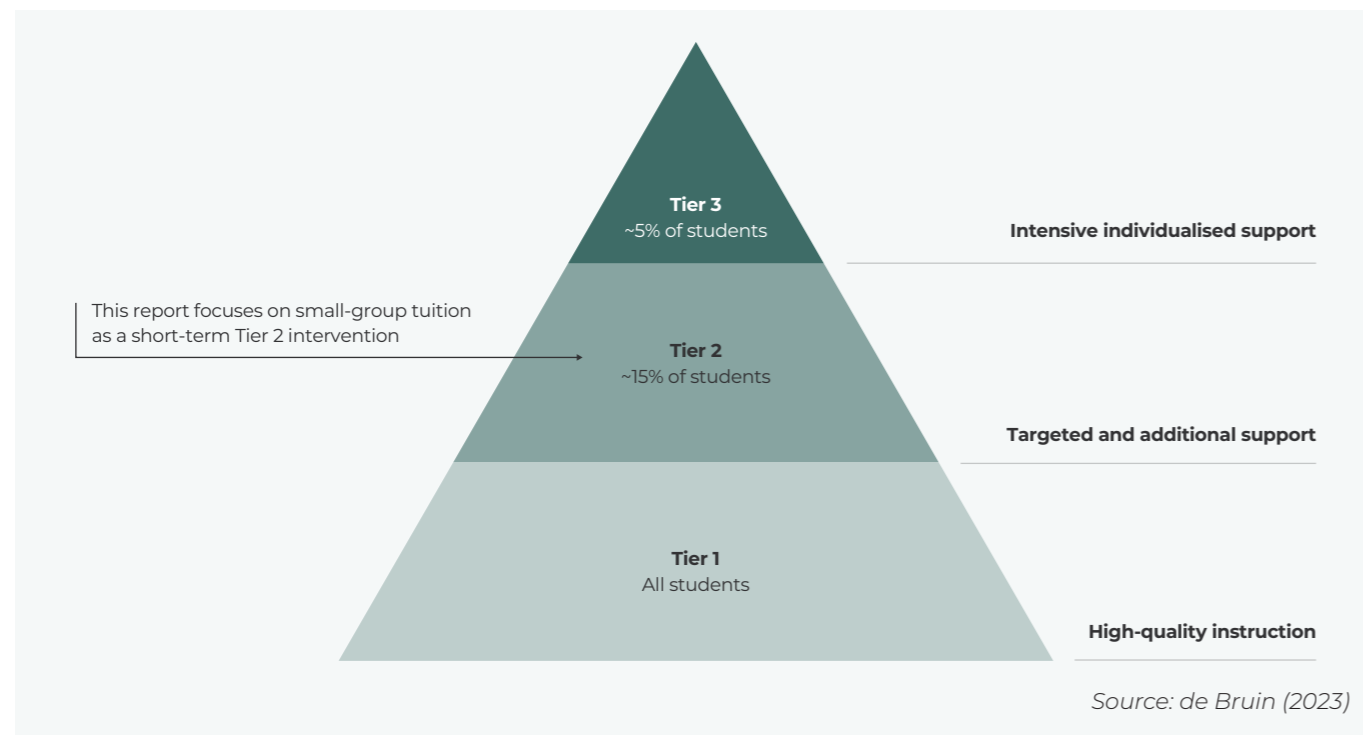 Tier 3
~5% of students
Intensive individualised support
This report focuses on small-group tuition
as a short-term Tier 2 intervention
Tier 2
~15% of students
Targeted and additional support
Tier 1
All students
High-quality instruction
Source: de Bruin (2023)